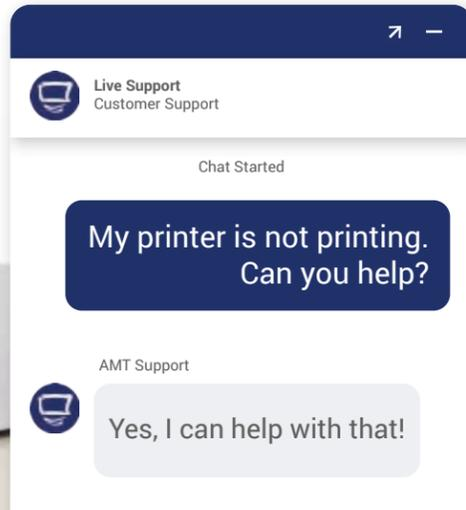 Live Support
Customer Support
Chat Started
My printer is not printing.
Can you help?
AMT Support
Yes, I can help with that!